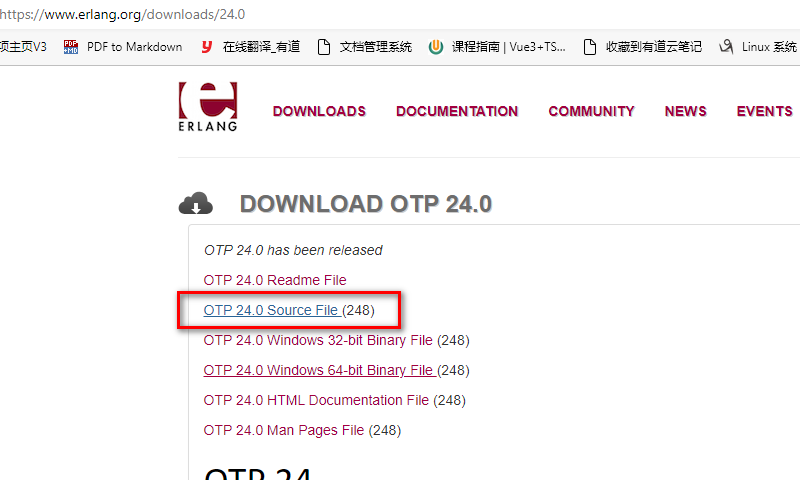 https://www.erlang.org/downloads/24.0
项主页V3 PDF to Markdown 在线翻译_有道 文档管理系统 课程指南 | Vue3+TS... 收藏到有道云笔记 Linux 系统
ERLANG DOWNLOADS DOCUMENTATION COMMUNITY NEWS EVENTS
DOWNLOAD OTP 24.0
OTP 24.0 has been released
OTP 24.0 Readme File
OTP 24.0 Source File (248)
OTP 24.0 Windows 32-bit Binary File (248)
OTP 24.0 Windows 64-bit Binary File (248)
OTP 24.0 HTML Documentation File (248)
OTP 24.0 Man Pages File (248)
OTP 24